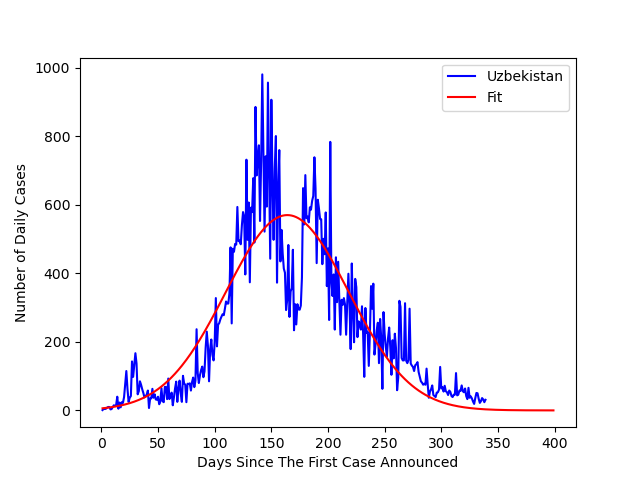 1000
800
600
400
200
0
Number of Daily Cases
0 50 100 150 200 250 300 350 400
Days Since The First Case Announced
Uzbekistan
Fit